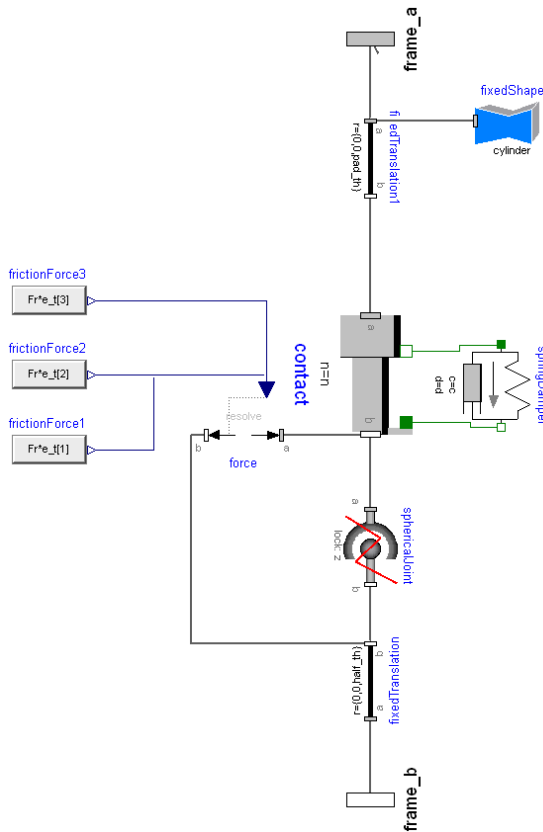 frame_a
fixedShape
cylinder
fixedTranslation1
a
r={0,0,pad_th}
b
frictionForce3
Fr*e_t[3]
frictionForce2
Fr*e_t[2]
frictionForce1
Fr*e_t[1]
contact
n=n
a
b
springDamper
c=c
d=d
resolve
b
a
force
a
sphericalJoint
lock: z
b
fixedTranslation
b
r={0,0,half_th}
a
frame_b